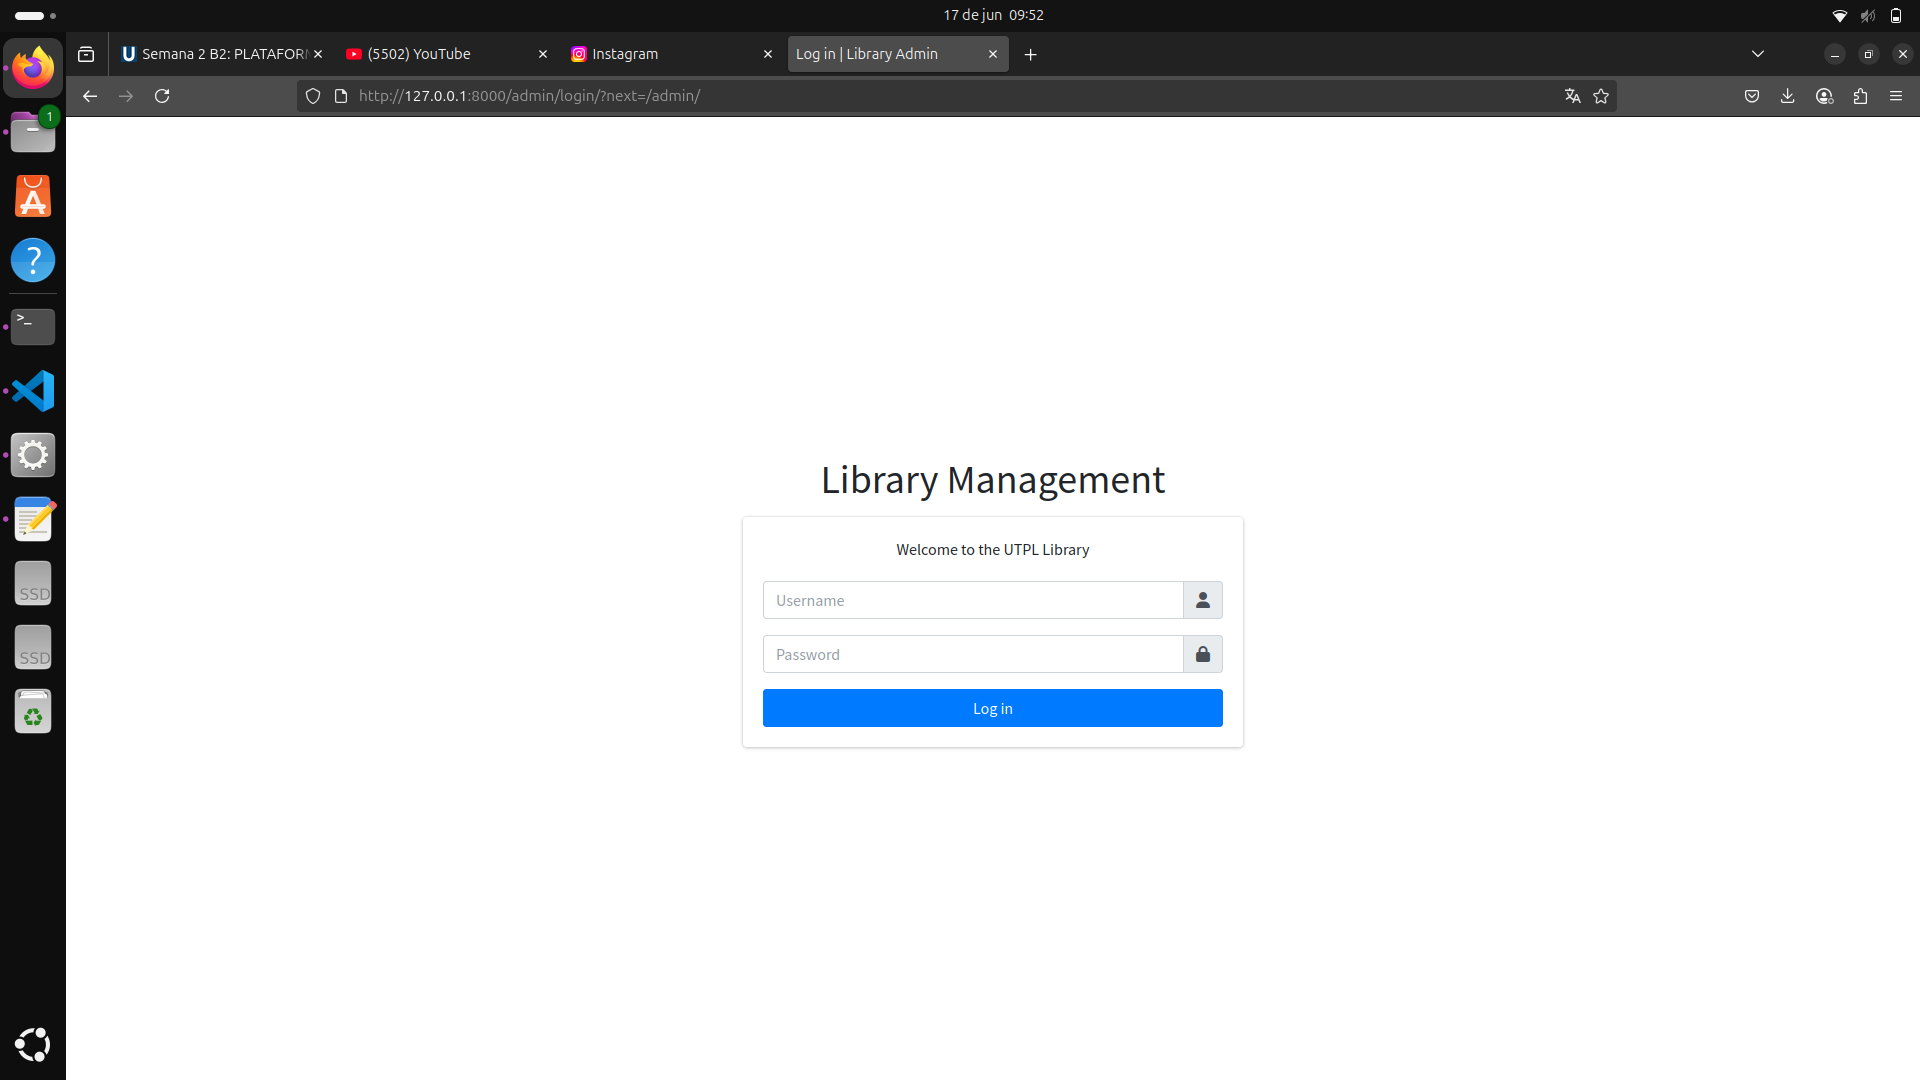 17 de jun 09:52
Semana 2 B2: PLATAFOR
(5502) YouTube
Instagram
Log in | Library Admin
http://127.0.0.1:8000/admin/login/?next=/admin/
1
Library Management
Welcome to the UTPL Library
Username
Password
Log in
SSD
SSD